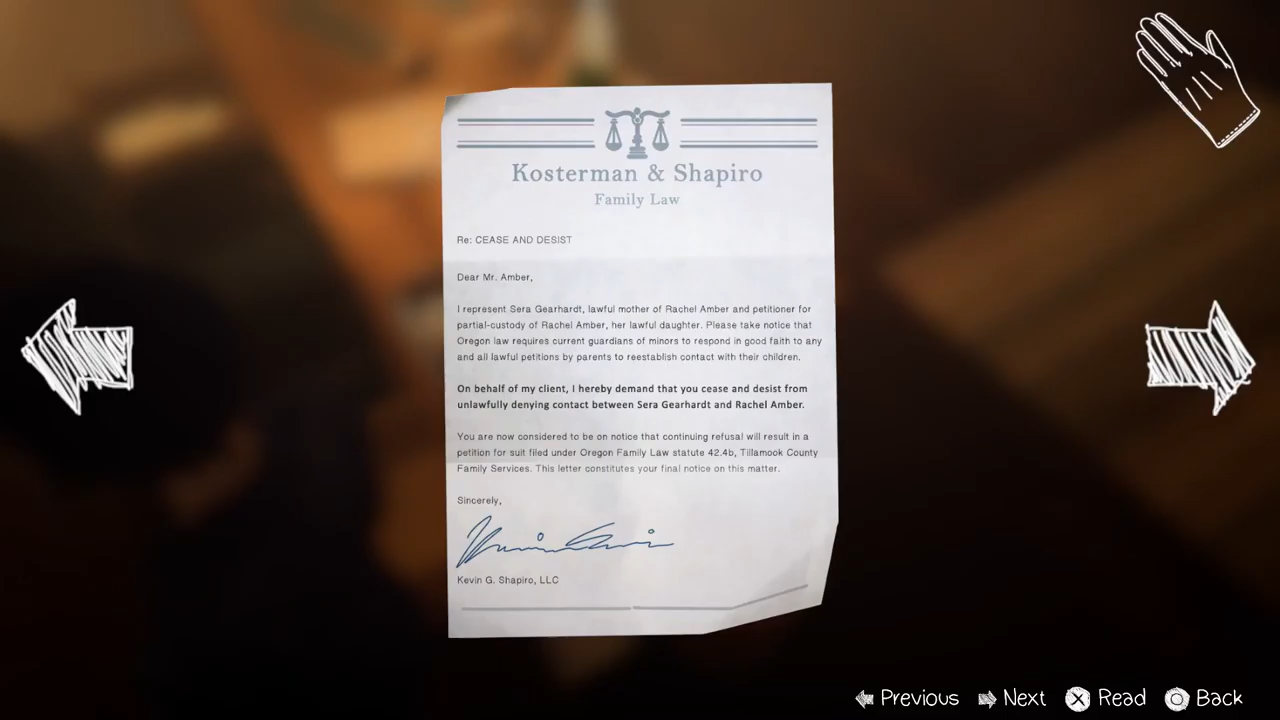 Kosterman & Shapiro
Family Law
Re: CEASE AND DESIST
Dear Mr. Amber,
I represent Sera Gearhardt, lawful mother of Rachel Amber and petitioner for
partial-custody of Rachel Amber, her lawful daughter. Please take notice that
Oregon law requires current guardians of minors to respond in good faith to any
and all lawful petitions by parents to reestablish contact with their children.
On behalf of my client, I hereby demand that you cease and desist from
unlawfully denying contact between Sera Gearhardt and Rachel Amber.
You are now considered to be on notice that continuing refusal will result in a
petition for suit filed under Oregon Family Law statute 42.4b, Tillamook County
Family Services. This letter constitutes your final notice on this matter.
Sincerely,
Kevin G. Shapiro, LLC
Previous Next Read Back